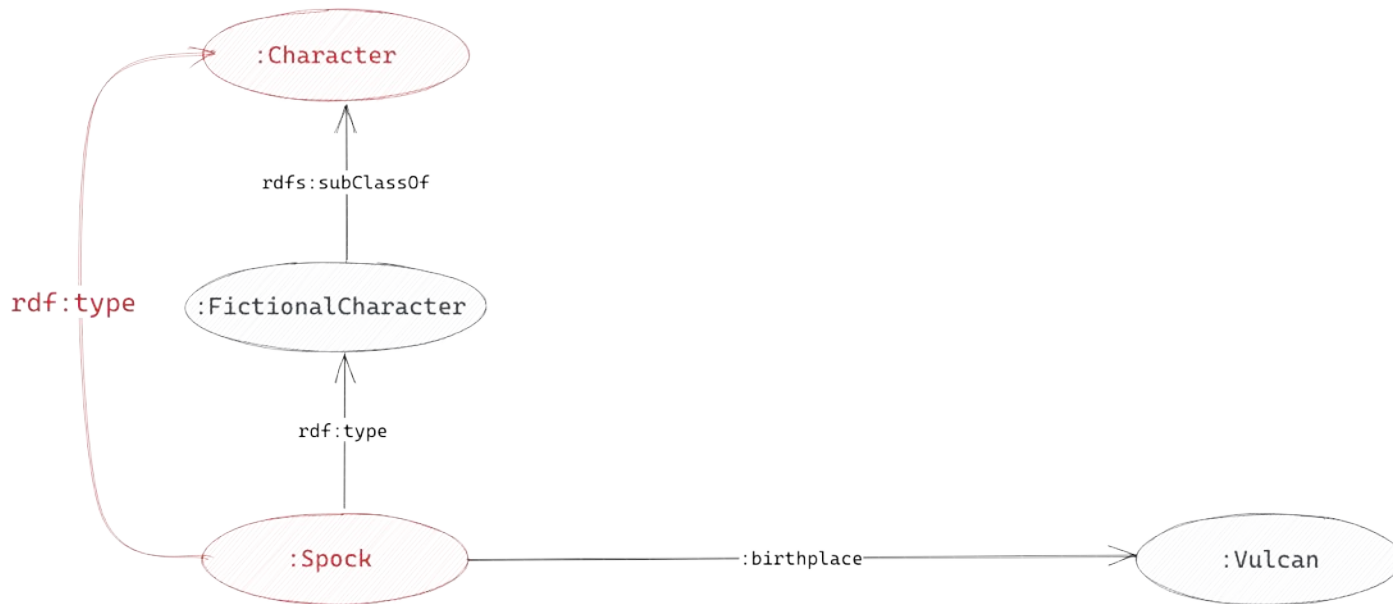 :Character
rdfs:subClassOf
rdf:type
:FictionalCharacter
rdf:type
:Spock
:birthplace
:Vulcan